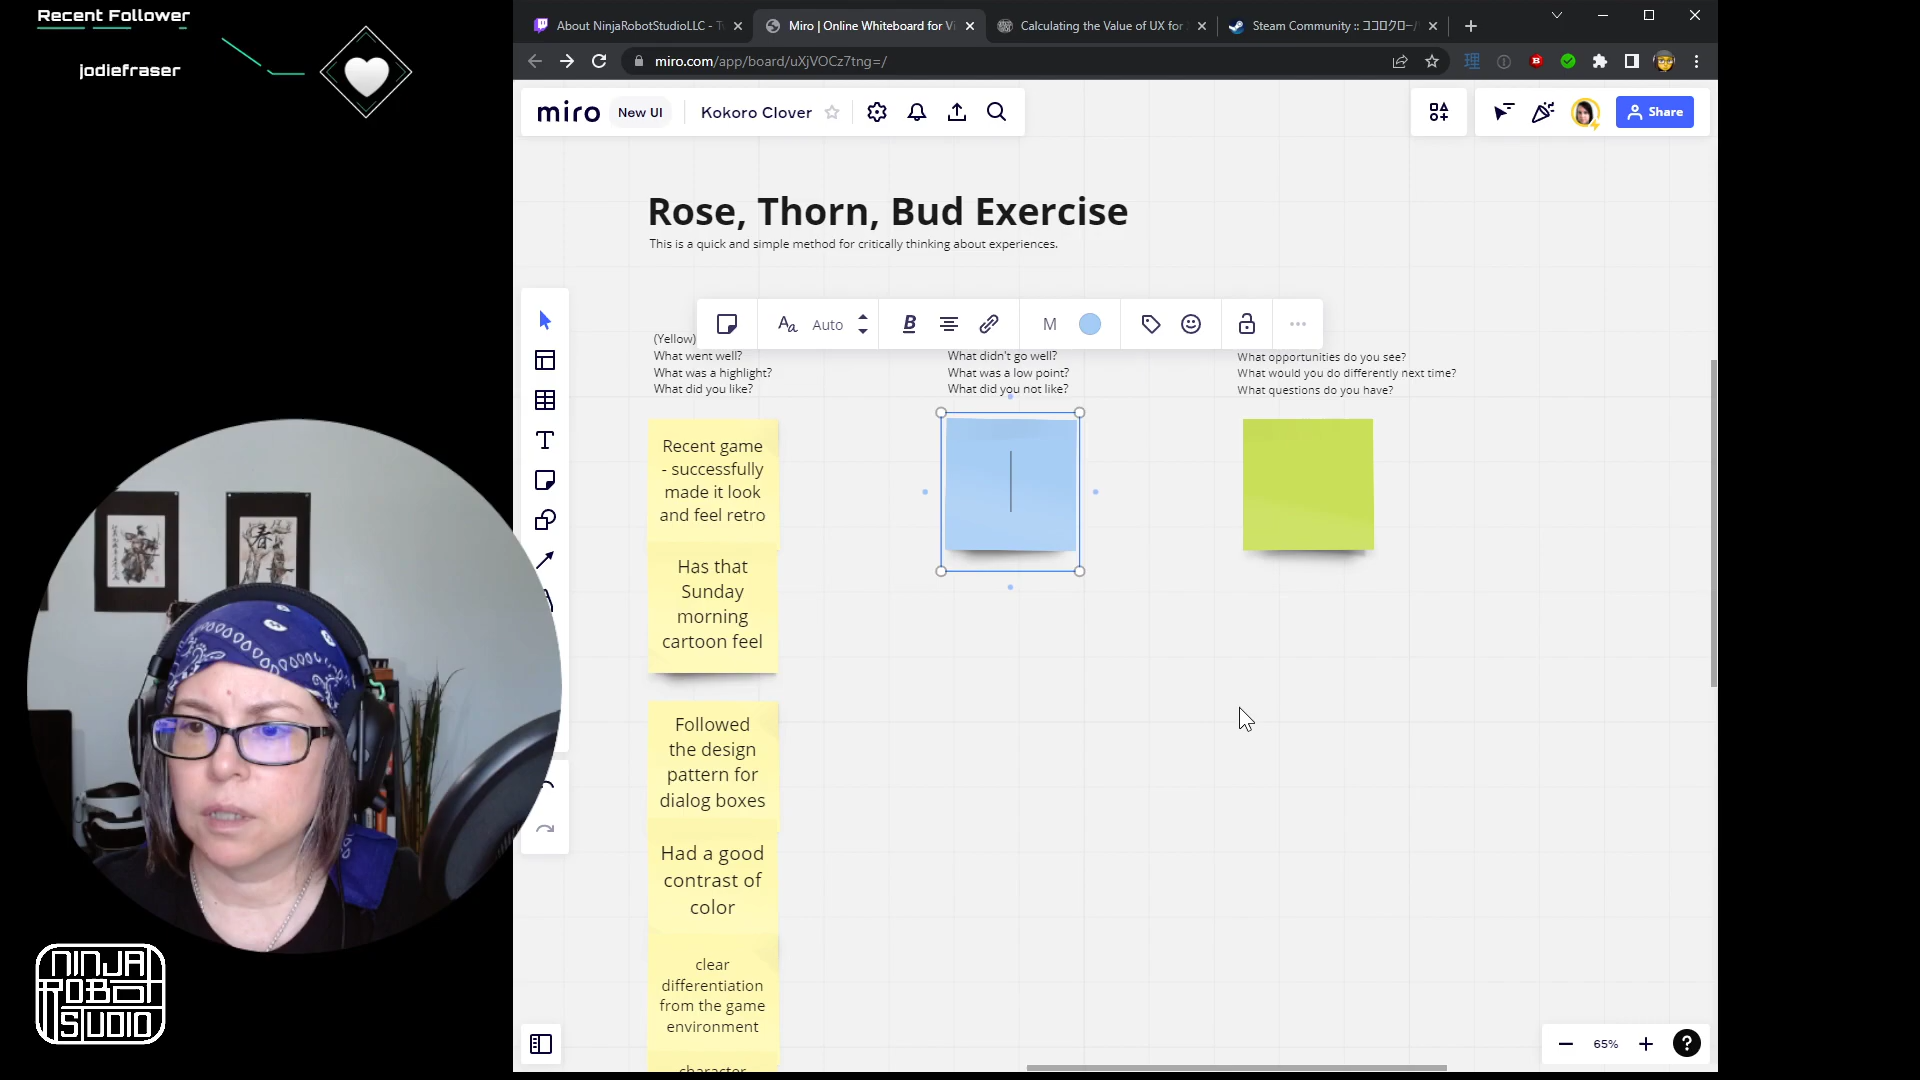 Recent Follower
jodiefraser
About NinjaRobotStudioLLC - Tw
Miro | Online Whiteboard for Vi
Calculating the Value of UX for
Steam Community :: ココロクローバ
miro.com/app/board/uXjVOCz7tng=/
miro
New UI
Kokoro Clover
Share
Rose, Thorn, Bud Exercise
This is a quick and simple method for critically thinking about experiences.
Auto
B
M
(Yellow)
What went well?
What was a highlight?
What did you like?
What didn't go well?
What was a low point?
What did you not like?
What opportunities do you see?
What would you do differently next time?
What questions do you have?
Recent game
- successfully
made it look
and feel retro
Has that
Sunday
morning
cartoon feel
Followed
the design
pattern for
dialog boxes
Had a good
contrast of
color
clear
differentiation
from the game
environment
character
春
NINJA
ROBOT
STUDIO
65%
?